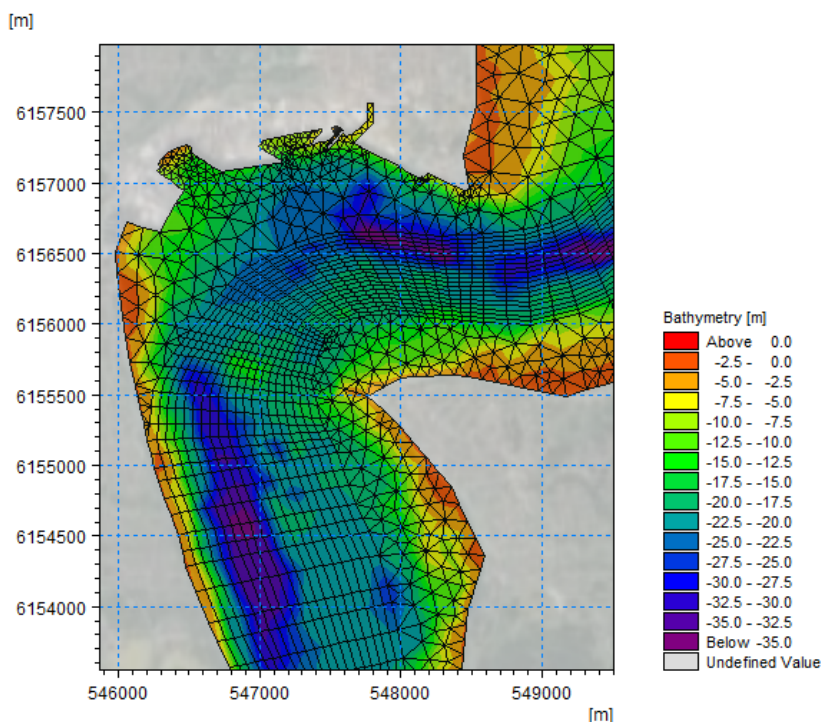 [m]
6157500
6157000
6156500
6156000
6155500
6155000
6154500
6154000
546000 547000 548000 549000
[m]
Bathymetry [m]
Above 0.0
-2.5 - 0.0
-5.0 - -2.5
-7.5 - -5.0
-10.0 - -7.5
-12.5 - -10.0
-15.0 - -12.5
-17.5 - -15.0
-20.0 - -17.5
-22.5 - -20.0
-25.0 - -22.5
-27.5 - -25.0
-30.0 - -27.5
-32.5 - -30.0
-35.0 - -32.5
Below -35.0
Undefined Value